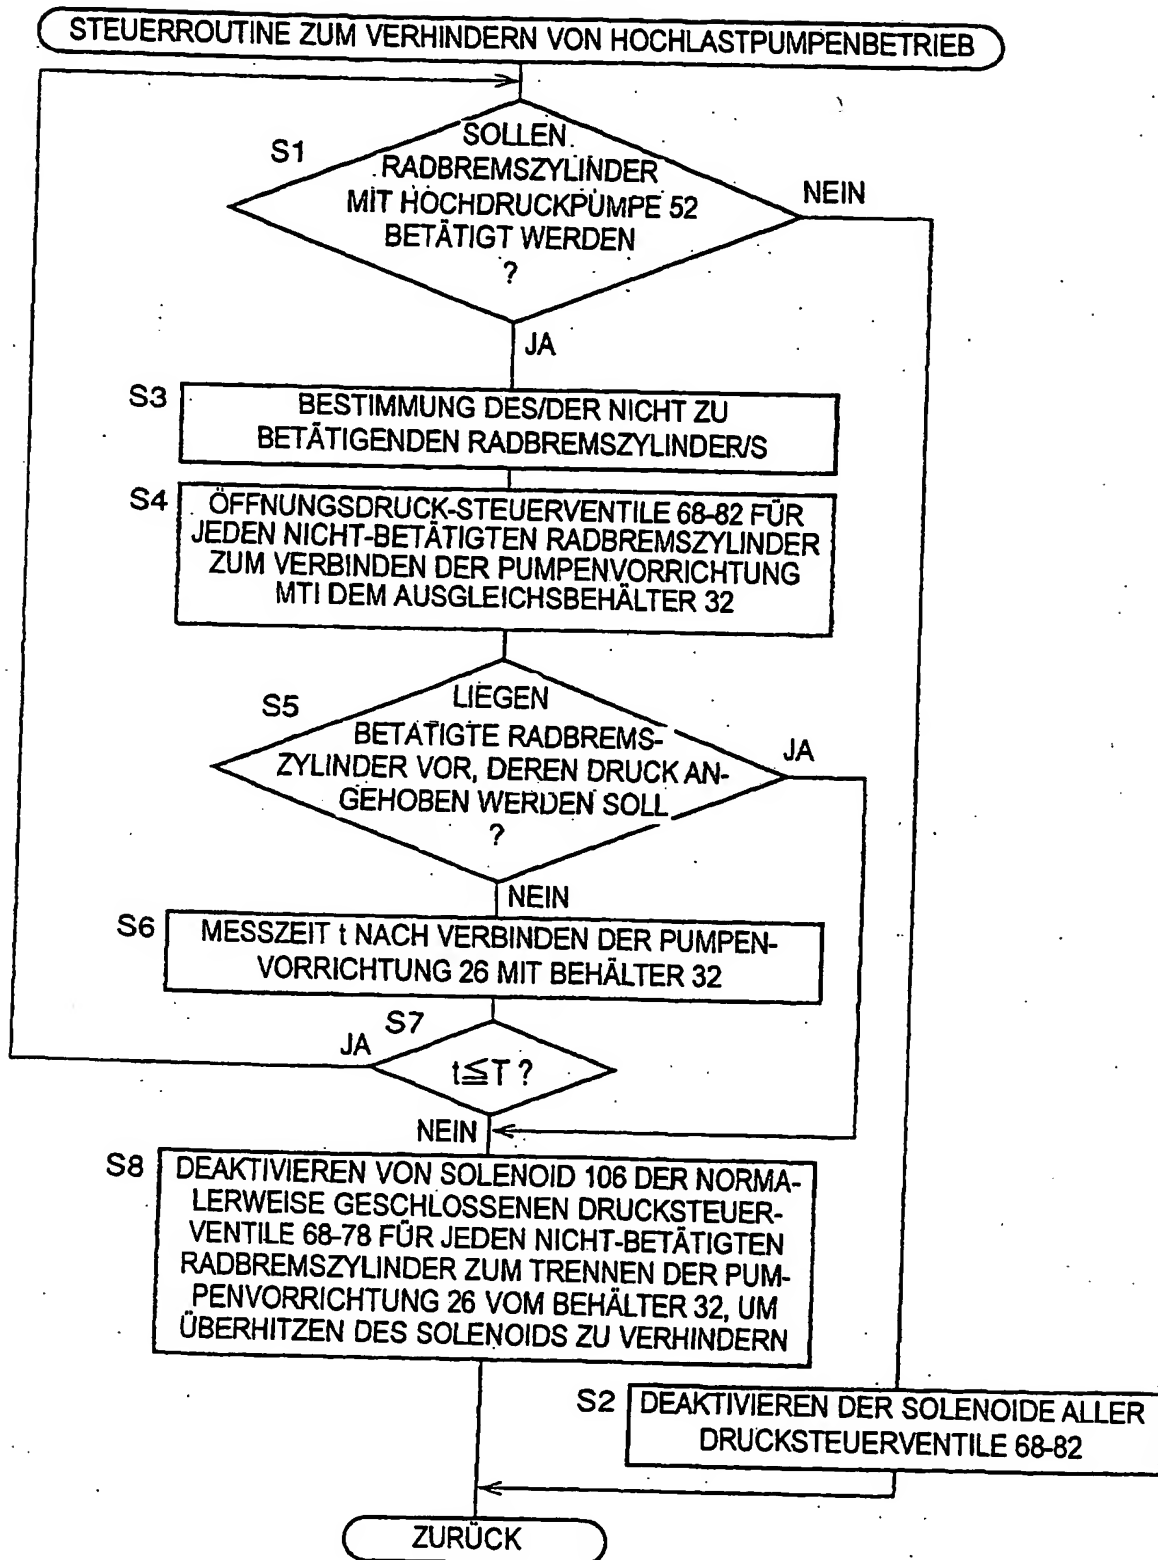 STEUERROUTINE ZUM VERHINDERN VON HOCHLASTPUMPENBETRIEB
S1
SOLLEN
RADBREMSZYLINDER
MIT HOCHDRUCKPUMPE 52
BETÄTIGT WERDEN
?
NEIN
JA
S3
BESTIMMUNG DES/DER NICHT ZU
BETÄTIGENDEN RADBREMSZYLINDER/S
S4
ÖFFNUNGSDRUCK-STEUERVENTILE 68-82 FÜR
JEDEN NICHT-BETÄTIGTEN RADBREMSZYLINDER
ZUM VERBINDEN DER PUMPENVORRICHTUNG
MTI DEM AUSGLEICHSBEHÄLTER 32
S5
LIEGEN
BETÄTIGTE RADBREMS-
ZYLINDER VOR, DEREN DRUCK AN-
GEHOBEN WERDEN SOLL
?
JA
NEIN
S6
MESSZEIT t NACH VERBINDEN DER PUMPEN-
VORRICHTUNG 26 MIT BEHÄLTER 32
S7
JA
t≦T ?
NEIN
S8
DEAKTIVIEREN VON SOLENOID 106 DER NORMA-
LERWEISE GESCHLOSSENEN DRUCKSTEUER-
VENTILE 68-78 FÜR JEDEN NICHT-BETÄTIGTEN
RADBREMSZYLINDER ZUM TRENNEN DER PUM-
PENVORRICHTUNG 26 VOM BEHÄLTER 32, UM
ÜBERHITZEN DES SOLENOIDS ZU VERHINDERN
S2
DEAKTIVIEREN DER SOLENOIDE ALLER
DRUCKSTEUERVENTILE 68-82
ZURÜCK